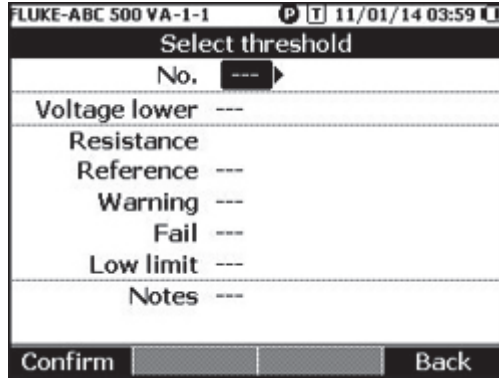 FLUKE-ABC 500 VA-1-1 P T 11/01/14 03:59
Select threshold
No. ---
Voltage lower ---
Resistance
Reference ---
Warning ---
Fail ---
Low limit ---
Notes ---
Confirm Back